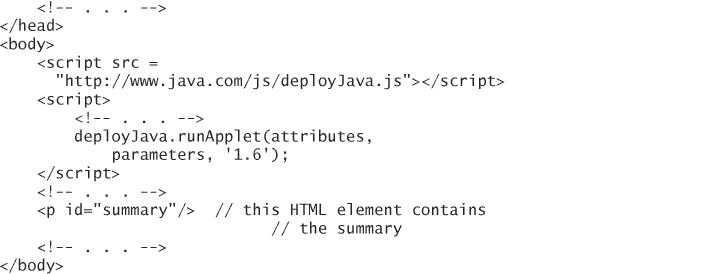 <!-- . . . -->
</head>
<body>
<script src =
"http://www.java.com/js/deployJava.js"></script>
<script>
<!-- . . . -->
deployJava.runApplet(attributes,
parameters, '1.6');
</script>
<!-- . . . -->
<p id="summary"/>  // this HTML element contains
// the summary
<!-- . . . -->
</body>